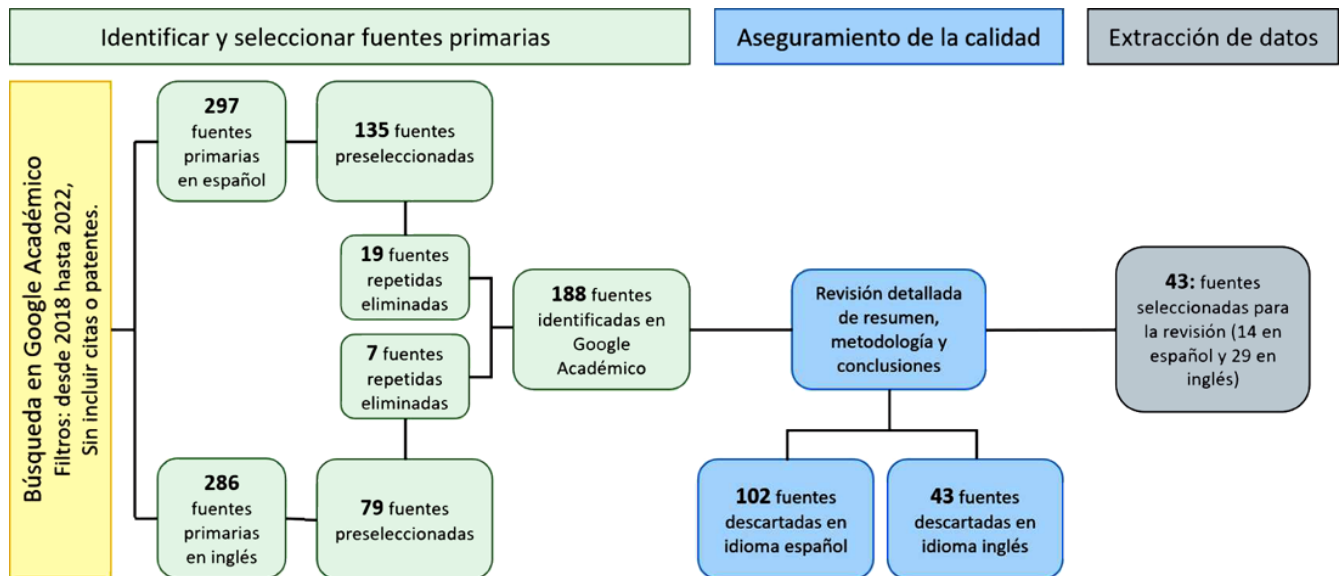 Identificar y seleccionar fuentes primarias
Aseguramiento de la calidad
Extracción de datos
Búsqueda en Google Académico
Filtros: desde 2018 hasta 2022,
Sin incluir citas o patentes.
297
fuentes
primarias
en español
135 fuentes
preseleccionadas
19 fuentes
repetidas
eliminadas
7 fuentes
repetidas
eliminadas
286
fuentes
primarias
en inglés
79 fuentes
preseleccionadas
188 fuentes
identificadas en
Google
Académico
Revisión detallada
de resumen,
metodología y
conclusiones
102 fuentes
descartadas en
idioma español
43 fuentes
descartadas en
idioma inglés
43: fuentes
seleccionadas para
la revisión (14 en
español y 29 en
inglés)